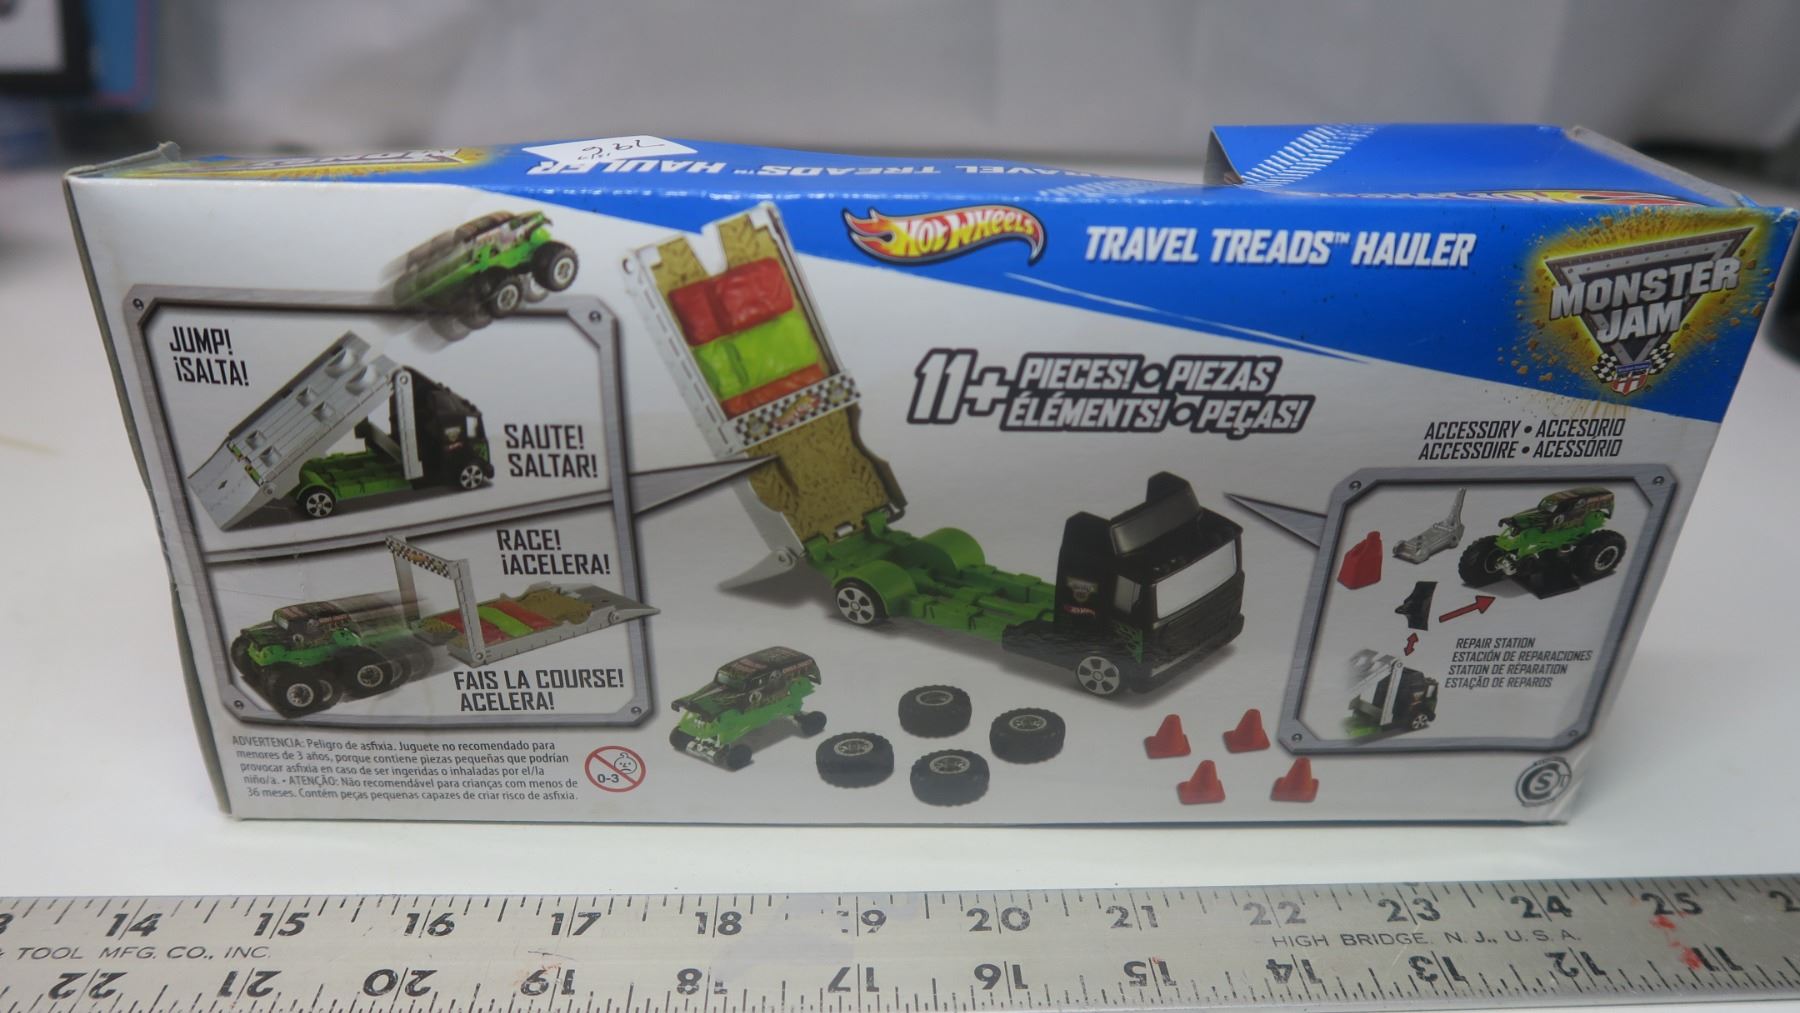 TRAVEL TREADS™ HAULER
HOT WHEELS
TRAVEL TREADS™ HAULER
MONSTER
JAM
JUMP!
¡SALTA!
SAUTE!
SALTAR!
RACE!
¡ACELERA!
FAIS LA COURSE!
ACELERA!
11+ PIECES! • PIEZAS
ÉLÉMENTS! • PEÇAS!
ACCESSORY • ACCESORIO
ACCESSOIRE • ACESSÓRIO
REPAIR STATION
ESTACIÓN DE REPARACIONES
STATION DE RÉPARATION
ESTAÇÃO DE REPAROS
ADVERTENCIA: Peligro de asfixia. Juguete no recomendado para
menores de 3 años, porque contiene piezas pequeñas que podrían
provocar asfixia en caso de ser ingeridas o inhaladas por el/la
niño/a. • ATENÇÃO: Não recomendável para crianças com menos de
36 meses. Contém peças pequenas capazes de criar risco de asfixia.
0-3
S
14 15 16 17 18 19 20 21 22 23 24 25
& TOOL MFG. CO., INC. HIGH BRIDGE, N. J., U. S. A.
22 21 20 19 18 17 16 15 14 13 12 11